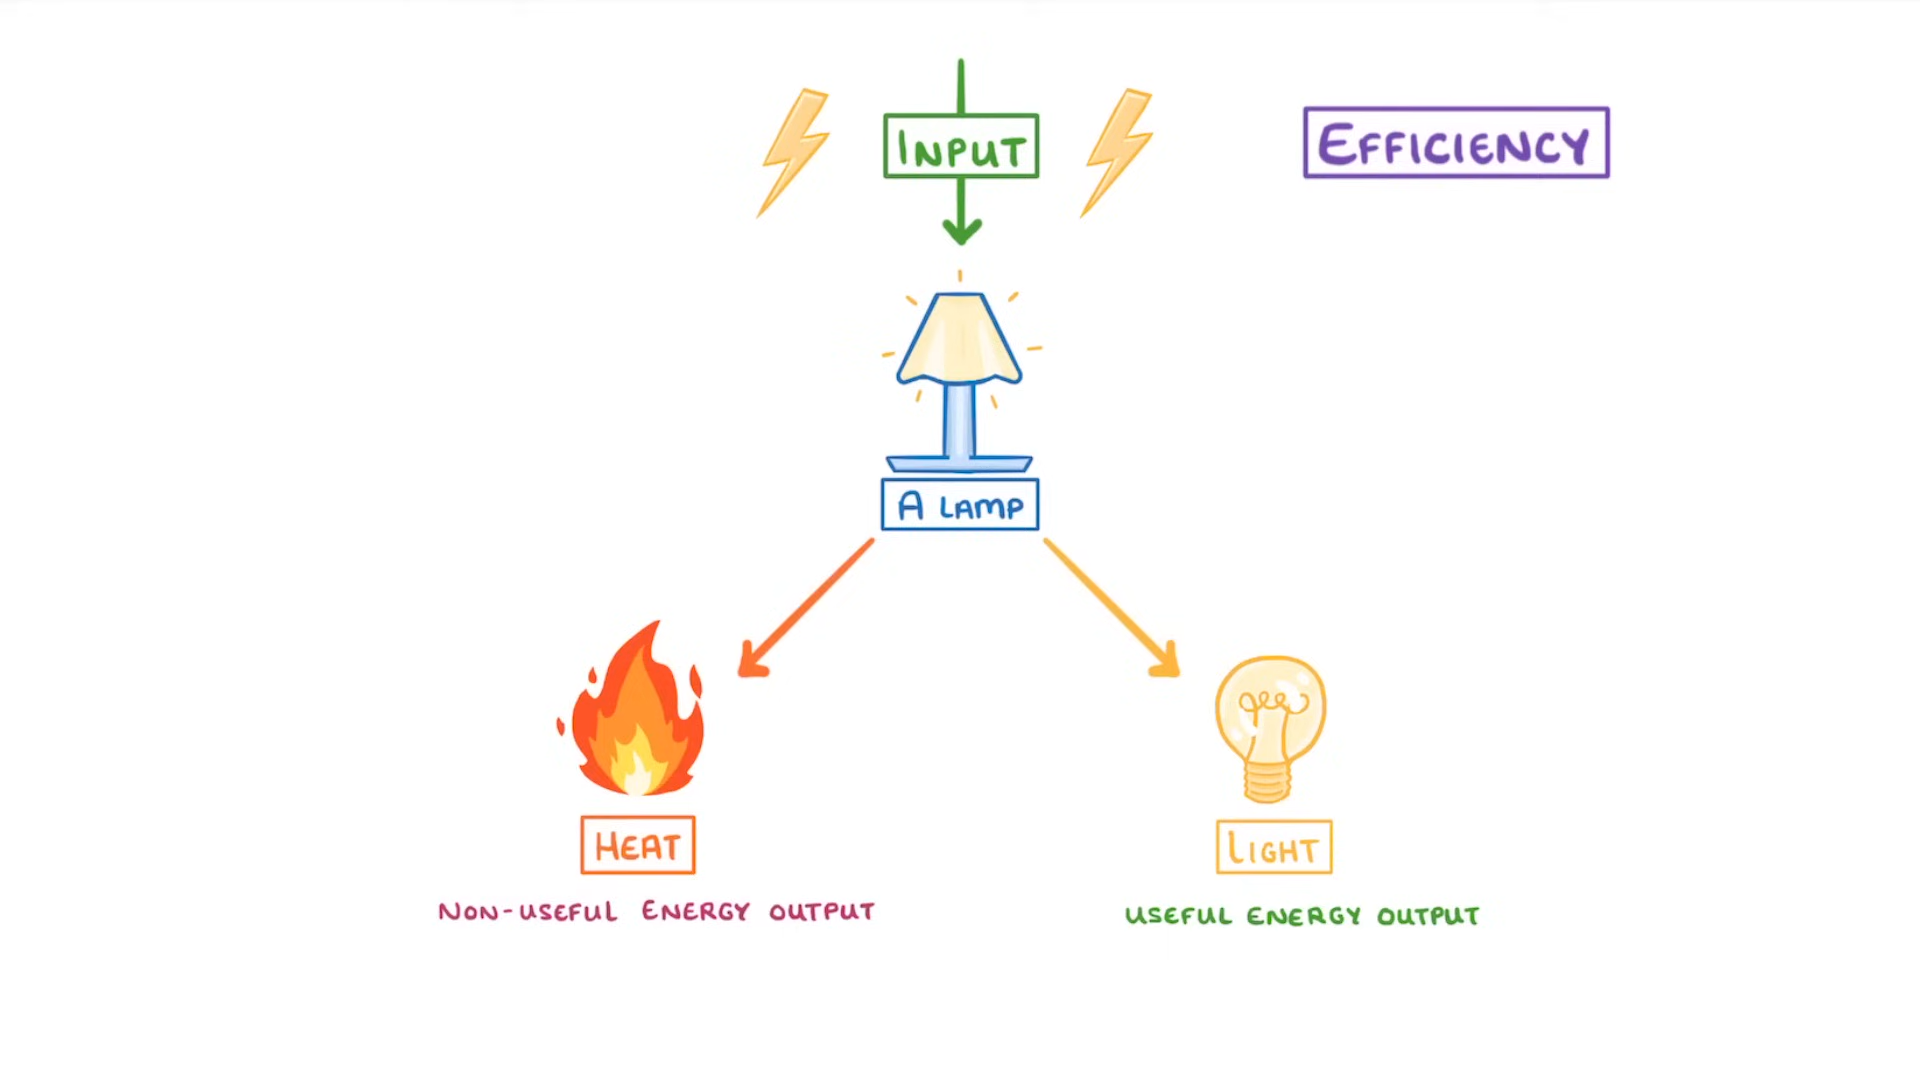 INPUT
EFFICIENCY
A LAMP
HEAT
LIGHT
NON-USEFUL ENERGY OUTPUT
USEFUL ENERGY OUTPUT